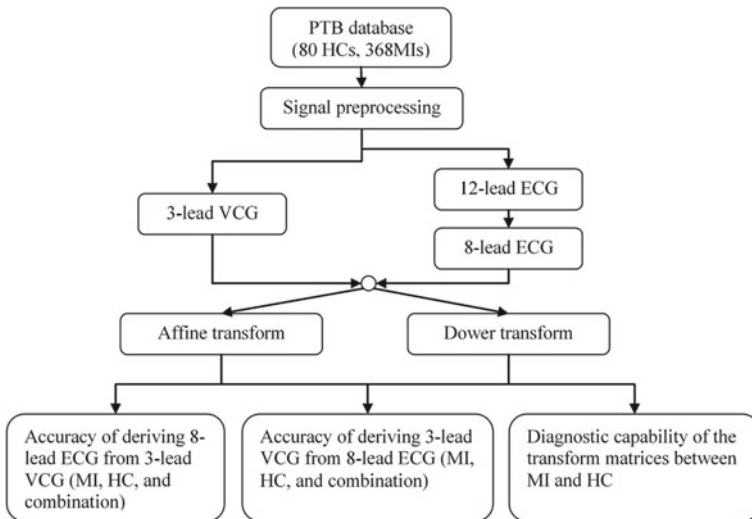 PTB database
(80 HCs, 368MIs)
Signal preprocessing
3-lead VCG
12-lead ECG
8-lead ECG
Affine transform
Dower transform
Accuracy of deriving 8-
lead ECG from 3-lead
VCG (MI, HC, and
combination)
Accuracy of deriving 3-lead
VCG from 8-lead ECG (MI,
HC, and combination)
Diagnostic capability of the
transform matrices between
MI and HC